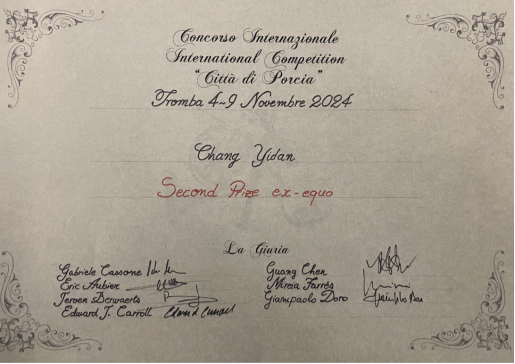 Concorso Internazionale
International Competition
"Città di Porcia"
Tromba 4-9 Novembre 2024
Chang Yidan
Second Prize ex-equo
La Giuria
Gabriele Cassone
Eric Aubier
Jeroen Berwaerts
Edward J. Carroll
Guang Chen
Mireia Farrés
Giampaolo Doro